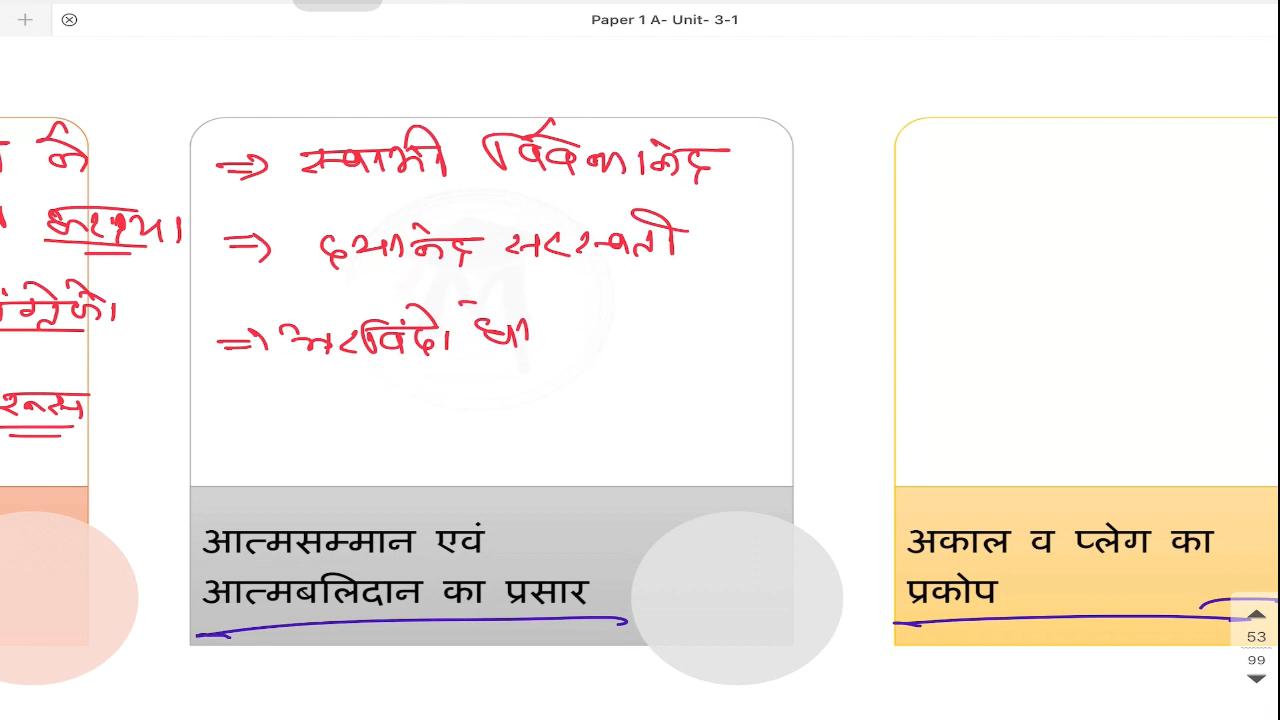 Paper 1 A- Unit- 3-1
के
⇒ स्वामी विवेकानंद
⇒ दयानंद सरस्वती
⇒ अरविंदो घो
आत्मसम्मान एवं
आत्मबलिदान का प्रसार
अकाल व प्लेग का
प्रकोप
53
99